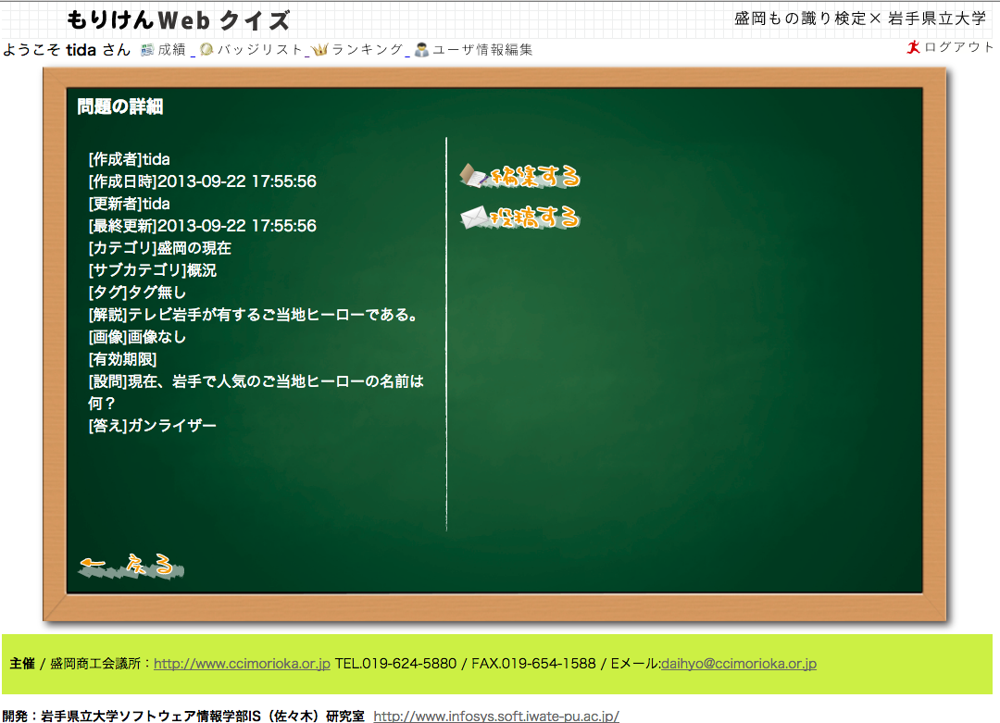 もりけんWeb クイズ
盛岡もの識り検定× 岩手県立大学
ようこそ tida さん 成績 _ バッジリスト_ ランキング_ ユーザ情報編集
ログアウト
問題の詳細
[作成者]tida
[作成日時]2013-09-22 17:55:56
[更新者]tida
[最終更新]2013-09-22 17:55:56
[カテゴリ]盛岡の現在
[サブカテゴリ]概況
[タグ]タグ無し
[解説]テレビ岩手が有するご当地ヒーローである。
[画像]画像なし
[有効期限]
[設問]現在、岩手で人気のご当地ヒーローの名前は
何？
[答え]ガンライザー
編集する
投稿する
← 戻る
主催 / 盛岡商工会議所：http://www.ccimorioka.or.jp TEL.019-624-5880 / FAX.019-654-1588 / Eメール:daihyo@ccimorioka.or.jp
開発：岩手県立大学ソフトウェア情報学部IS（佐々木）研究室 http://www.infosys.soft.iwate-pu.ac.jp/